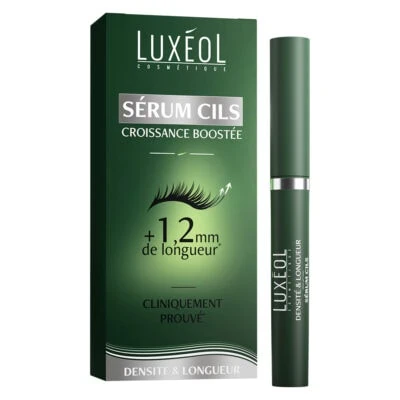 LUXÉOL
COSMÉTIQUE
SÉRUM CILS
CROISSANCE BOOSTÉE
+1,2mm
de longueur*
CLINIQUEMENT
PROUVÉ*
DENSITÉ & LONGUEUR
LUXÉOL
COSMÉTIQUE
DENSITÉ & LONGUEUR
SÉRUM CILS